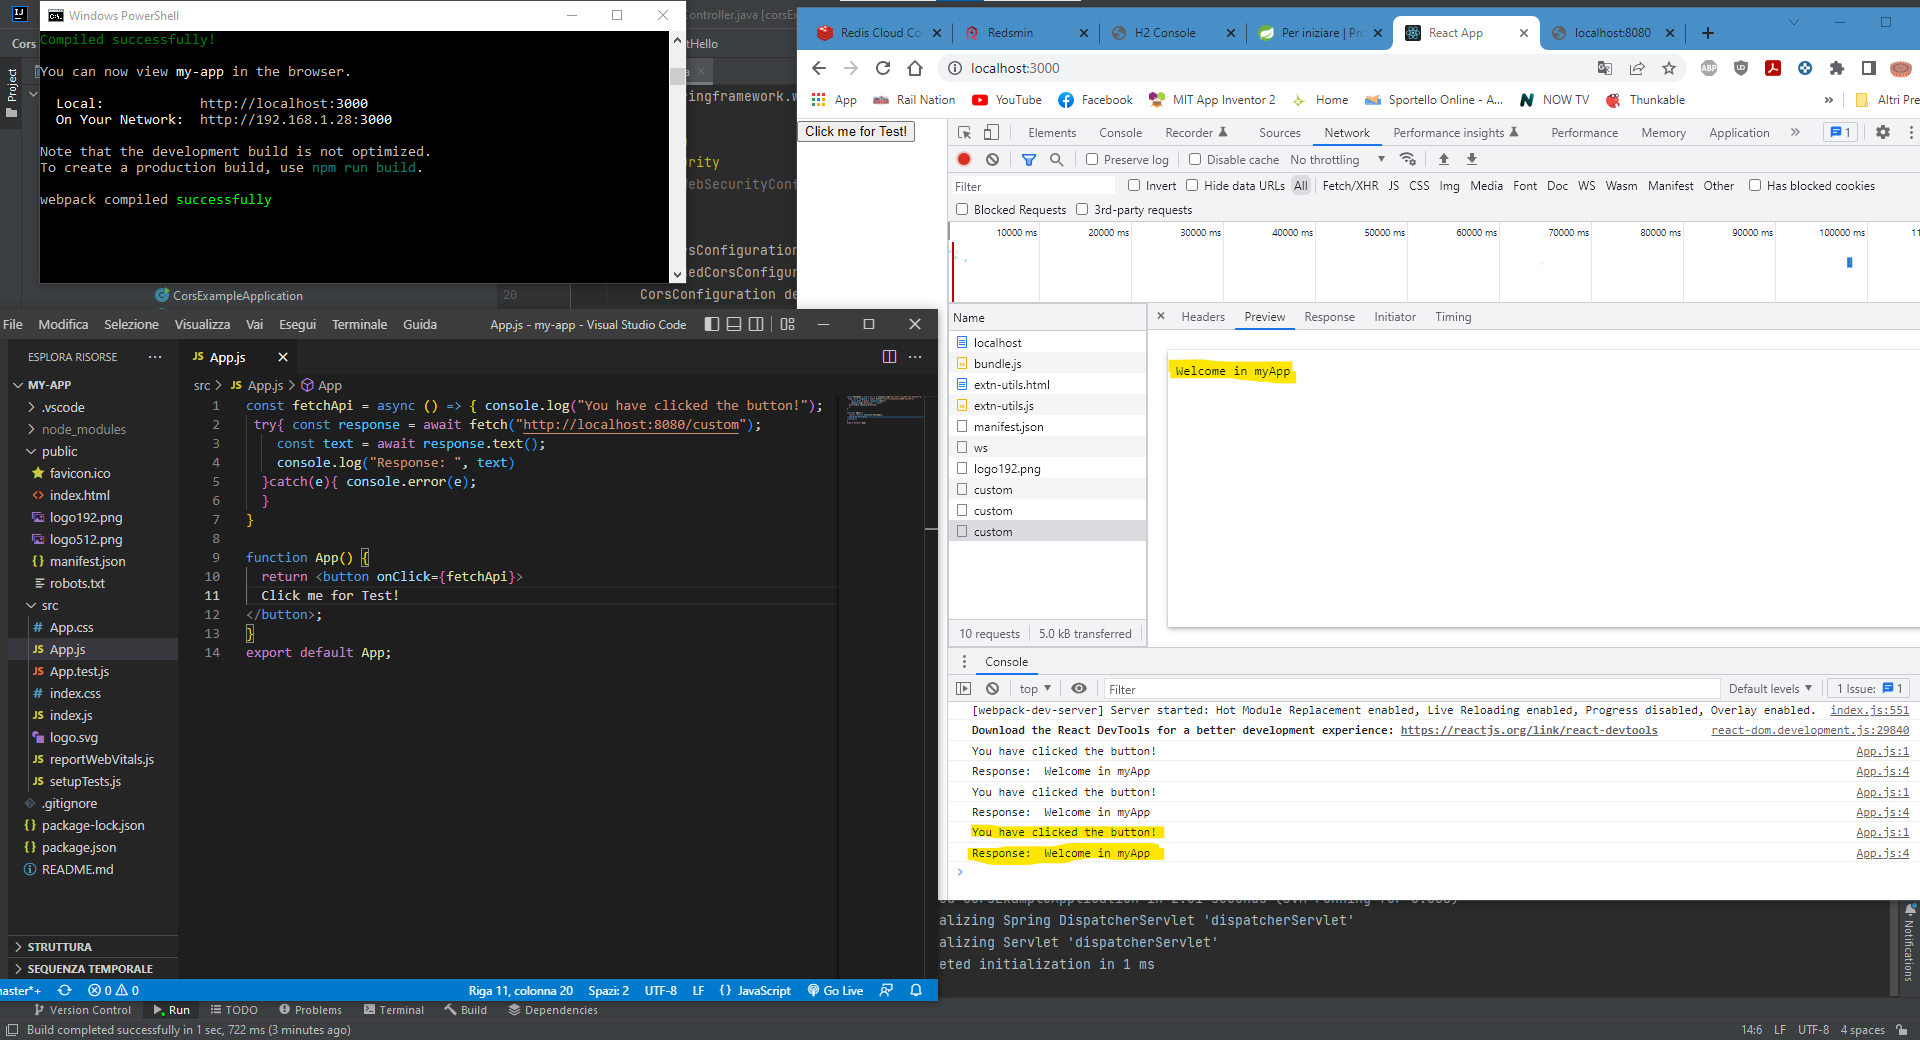 Windows PowerShell
Compiled successfully!
You can now view my-app in the browser.
Local: http://localhost:3000
On Your Network: http://192.168.1.28:3000
Note that the development build is not optimized.
To create a production build, use npm run build.
webpack compiled successfully
Cors
Project
Controller.java [corsExa
tHello
ringframework.w
rity
ebSecurityConf
rsConfiguration
sedCorsConfigur
20 CorsConfiguration de
CorsExampleApplication
File Modifica Selezione Visualizza Vai Esegui Terminale Guida
App.js - my-app - Visual Studio Code
ESPLORA RISORSE
MY-APP
.vscode
node_modules
public
favicon.ico
index.html
logo192.png
logo512.png
manifest.json
robots.txt
src
App.css
App.js
App.test.js
index.css
index.js
logo.svg
reportWebVitals.js
setupTests.js
.gitignore
package-lock.json
package.json
README.md
STRUTTURA
SEQUENZA TEMPORALE
JS App.js
src > JS App.js > App
1 const fetchApi = async () => { console.log("You have clicked the button!");
2 try{ const response = await fetch("http://localhost:8080/custom");
3 const text = await response.text();
4 console.log("Response: ", text)
5 }catch(e){ console.error(e);
6 }
7 }
8
9 function App() {
10 return <button onClick={fetchApi}>
11 Click me for Test!
12 </button>;
13 }
14 export default App;
master*+ 0 0 Riga 11, colonna 20 Spazi: 2 UTF-8 LF {} JavaScript Go Live
Redis Cloud Co
Redsmin
H2 Console
Per iniziare | Pro
React App
localhost:8080
localhost:3000
App Rail Nation YouTube Facebook MIT App Inventor 2 Home Sportello Online - A... NOW TV Thunkable » Altri Pre
Click me for Test!
Elements Console Recorder Sources Network Performance insights Performance Memory Application » 1
Preserve log Disable cache No throttling
Filter Invert Hide data URLs All Fetch/XHR JS CSS Img Media Font Doc WS Wasm Manifest Other Has blocked cookies
Blocked Requests 3rd-party requests
10000 ms 20000 ms 30000 ms 40000 ms 50000 ms 60000 ms 70000 ms 80000 ms 90000 ms 100000 ms 11
Name
localhost
bundle.js
extn-utils.html
extn-utils.js
manifest.json
ws
logo192.png
custom
custom
custom
10 requests 5.0 kB transferred
Headers Preview Response Initiator Timing
Welcome in myApp
Console
top Filter Default levels 1 Issue: 1
[webpack-dev-server] Server started: Hot Module Replacement enabled, Live Reloading enabled, Progress disabled, Overlay enabled. index.js:551
Download the React DevTools for a better development experience: https://reactjs.org/link/react-devtools react-dom.development.js:29840
You have clicked the button! App.js:1
Response: Welcome in myApp App.js:4
You have clicked the button! App.js:1
Response: Welcome in myApp App.js:4
You have clicked the button! App.js:1
Response: Welcome in myApp App.js:4
alizing Spring DispatcherServlet 'dispatcherServlet'
alizing Servlet 'dispatcherServlet'
eted initialization in 1 ms
Notifications
Version Control Run TODO Problems Terminal Build Dependencies
Build completed successfully in 1 sec, 722 ms (3 minutes ago)
14:6 LF UTF-8 4 spaces